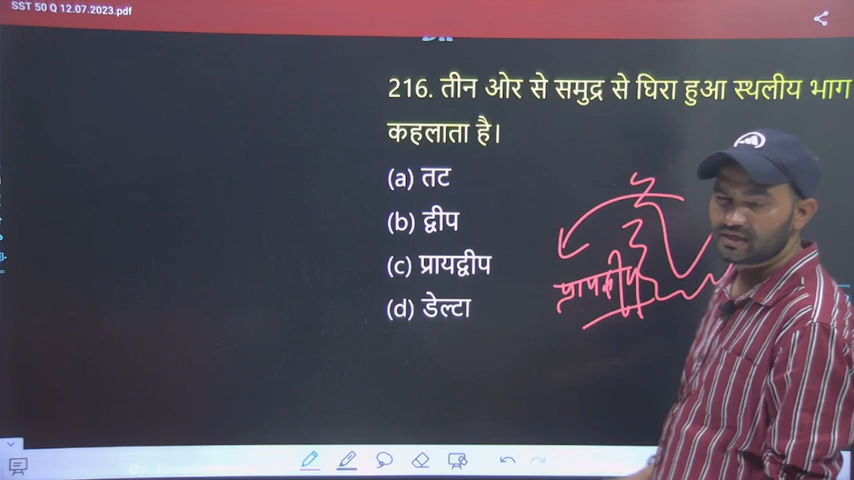 SST 50 Q 12.07.2023.pdf
216. तीन ओर से समुद्र से घिरा हुआ स्थलीय भाग
कहलाता है।
(a) तट
(b) द्वीप
(c) प्रायद्वीप
(d) डेल्टा
प्रायद्वीप